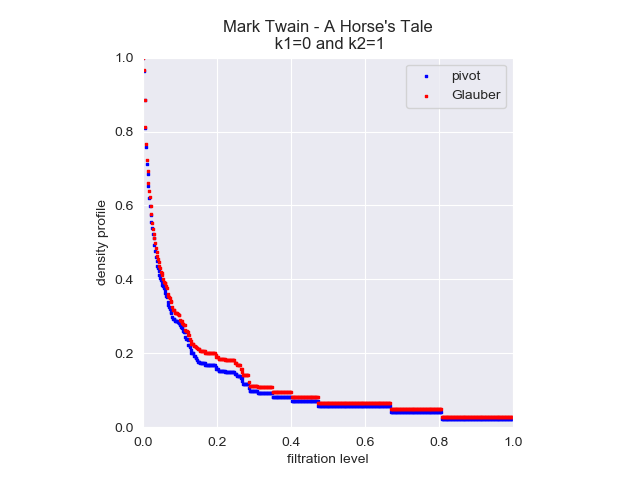 Mark Twain - A Horse's Tale
k1=0 and k2=1
pivot
Glauber
density profile
1.0
0.8
0.6
0.4
0.2
0.0
0.0 0.2 0.4 0.6 0.8 1.0
filtration level